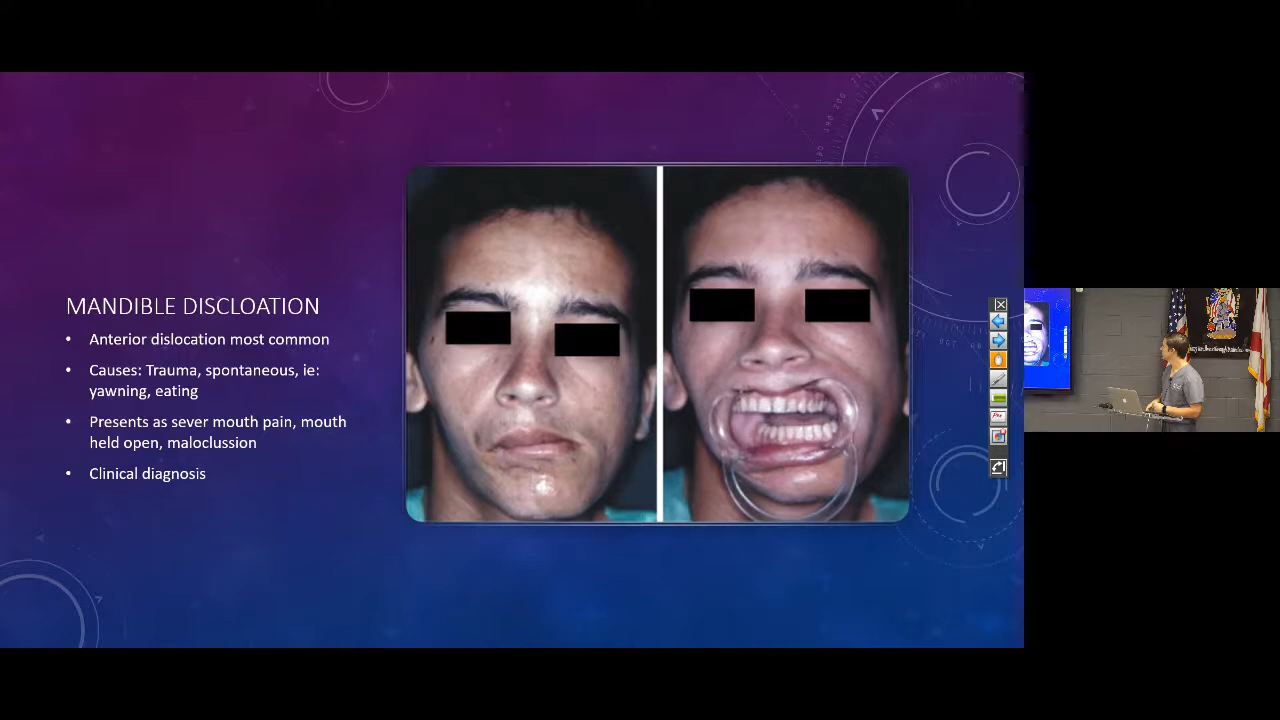 MANDIBLE DISCLOATION
• Anterior dislocation most common
• Causes: Trauma, spontaneous, ie:
yawning, eating
• Presents as sever mouth pain, mouth
held open, maloclussion
• Clinical diagnosis